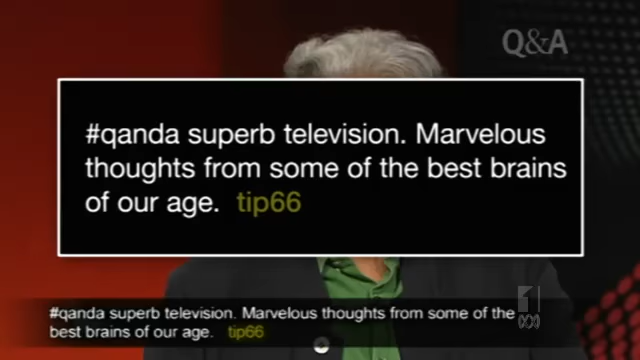 Q&A
#qanda superb television. Marvelous
thoughts from some of the best brains
of our age. tip66
#qanda superb television. Marvelous thoughts from some of the
best brains of our age. tip66
1
abc